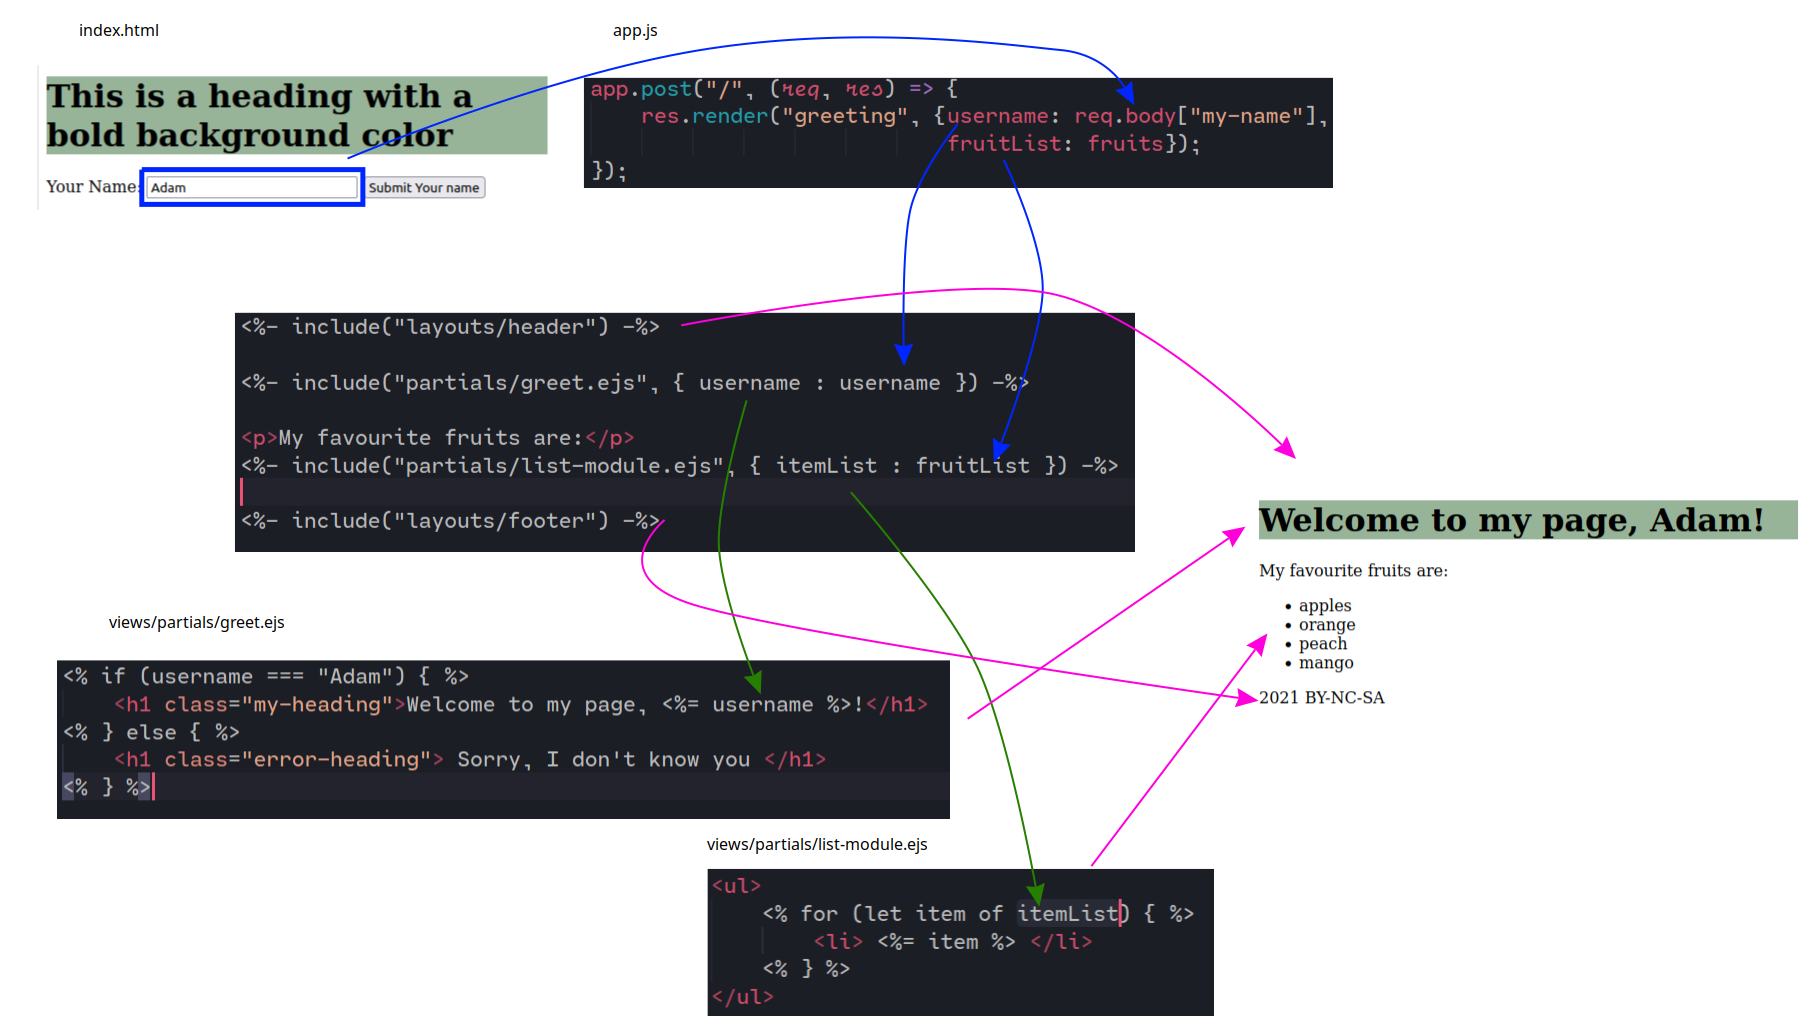 index.html
This is a heading with a
bold background color
Your Name: Adam Submit Your name
app.js
app.post("/", (req, res) => {
    res.render("greeting", {username: req.body["my-name"],
                            fruitList: fruits});
});
<%- include("layouts/header") -%>
<%- include("partials/greet.ejs", { username : username }) -%>
<p>My favourite fruits are:</p>
<%- include("partials/list-module.ejs", { itemList : fruitList }) -%>
<%- include("layouts/footer") -%>
views/partials/greet.ejs
<% if (username === "Adam") { %>
    <h1 class="my-heading">Welcome to my page, <%= username %>!</h1>
<% } else { %>
    <h1 class="error-heading"> Sorry, I don't know you </h1>
<% } %>
views/partials/list-module.ejs
<ul>
    <% for (let item of itemList) { %>
        <li> <%= item %> </li>
    <% } %>
</ul>
Welcome to my page, Adam!
My favourite fruits are:
• apples
• orange
• peach
• mango
2021 BY-NC-SA